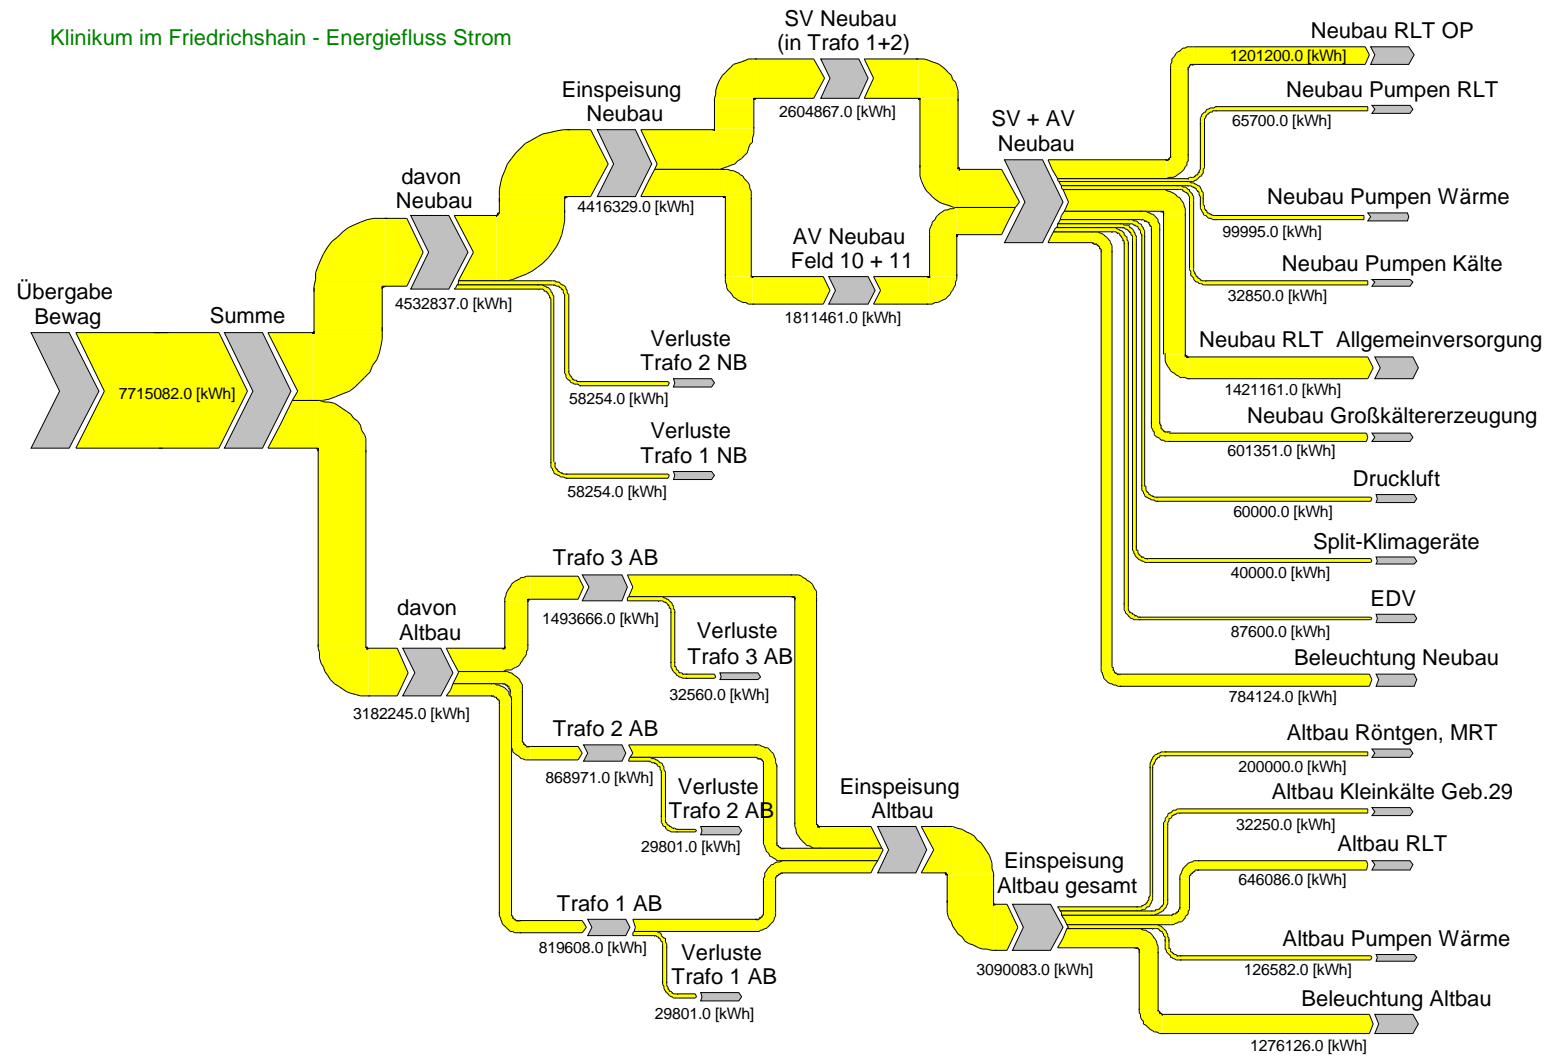 Klinikum im Friedrichshain - Energiefluss Strom
Übergabe
Bewag
7715082.0 [kWh]
Summe
davon
Neubau
4532837.0 [kWh]
Einspeisung
Neubau
4416329.0 [kWh]
SV Neubau
(in Trafo 1+2)
2604867.0 [kWh]
AV Neubau
Feld 10 + 11
1811461.0 [kWh]
Verluste
Trafo 2 NB
58254.0 [kWh]
Verluste
Trafo 1 NB
58254.0 [kWh]
SV + AV
Neubau
Neubau RLT OP
1201200.0 [kWh]
Neubau Pumpen RLT
65700.0 [kWh]
Neubau Pumpen Wärme
99995.0 [kWh]
Neubau Pumpen Kälte
32850.0 [kWh]
Neubau RLT Allgemeinversorgung
1421161.0 [kWh]
Neubau Großkältererzeugung
601351.0 [kWh]
Druckluft
60000.0 [kWh]
Split-Klimageräte
40000.0 [kWh]
EDV
87600.0 [kWh]
Beleuchtung Neubau
784124.0 [kWh]
davon
Altbau
3182245.0 [kWh]
Trafo 3 AB
1493666.0 [kWh]
Verluste
Trafo 3 AB
32560.0 [kWh]
Trafo 2 AB
868971.0 [kWh]
Verluste
Trafo 2 AB
29801.0 [kWh]
Trafo 1 AB
819608.0 [kWh]
Verluste
Trafo 1 AB
29801.0 [kWh]
Einspeisung
Altbau
Einspeisung
Altbau gesamt
3090083.0 [kWh]
Altbau Röntgen, MRT
200000.0 [kWh]
Altbau Kleinkälte Geb.29
32250.0 [kWh]
Altbau RLT
646086.0 [kWh]
Altbau Pumpen Wärme
126582.0 [kWh]
Beleuchtung Altbau
1276126.0 [kWh]